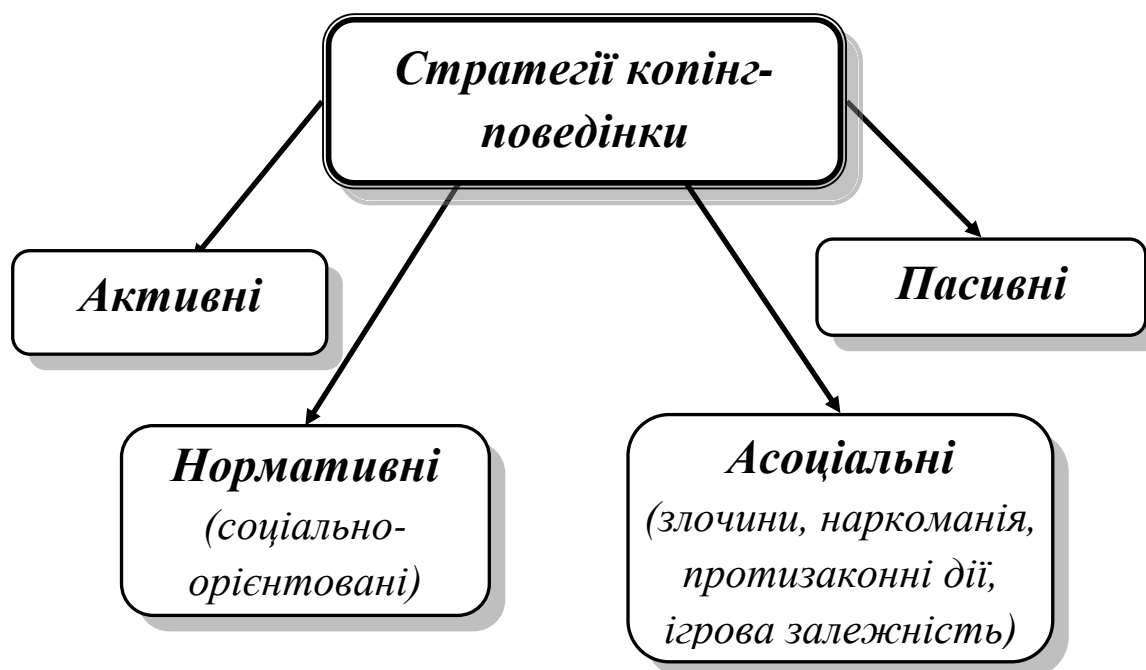 Стратегії копінг-
поведінки
Активні
Пасивні
Нормативні
(соціально-
орієнтовані)
Асоціальні
(злочини, наркоманія,
протизаконні дії,
ігрова залежність)